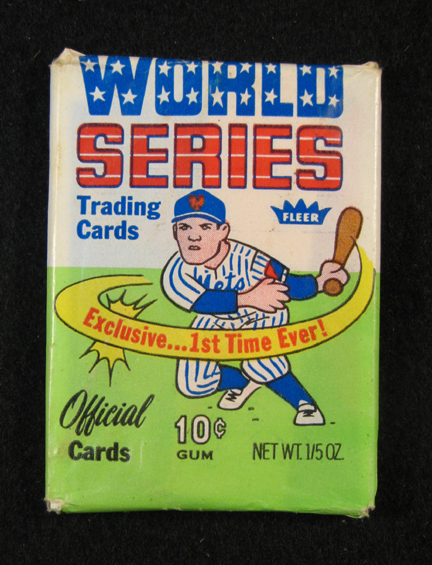 WORLD
SERIES
Trading
Cards
FLEER
Mets
Exclusive...1st Time Ever!
Official
Cards
10¢
GUM
NET WT. 1/5 OZ.